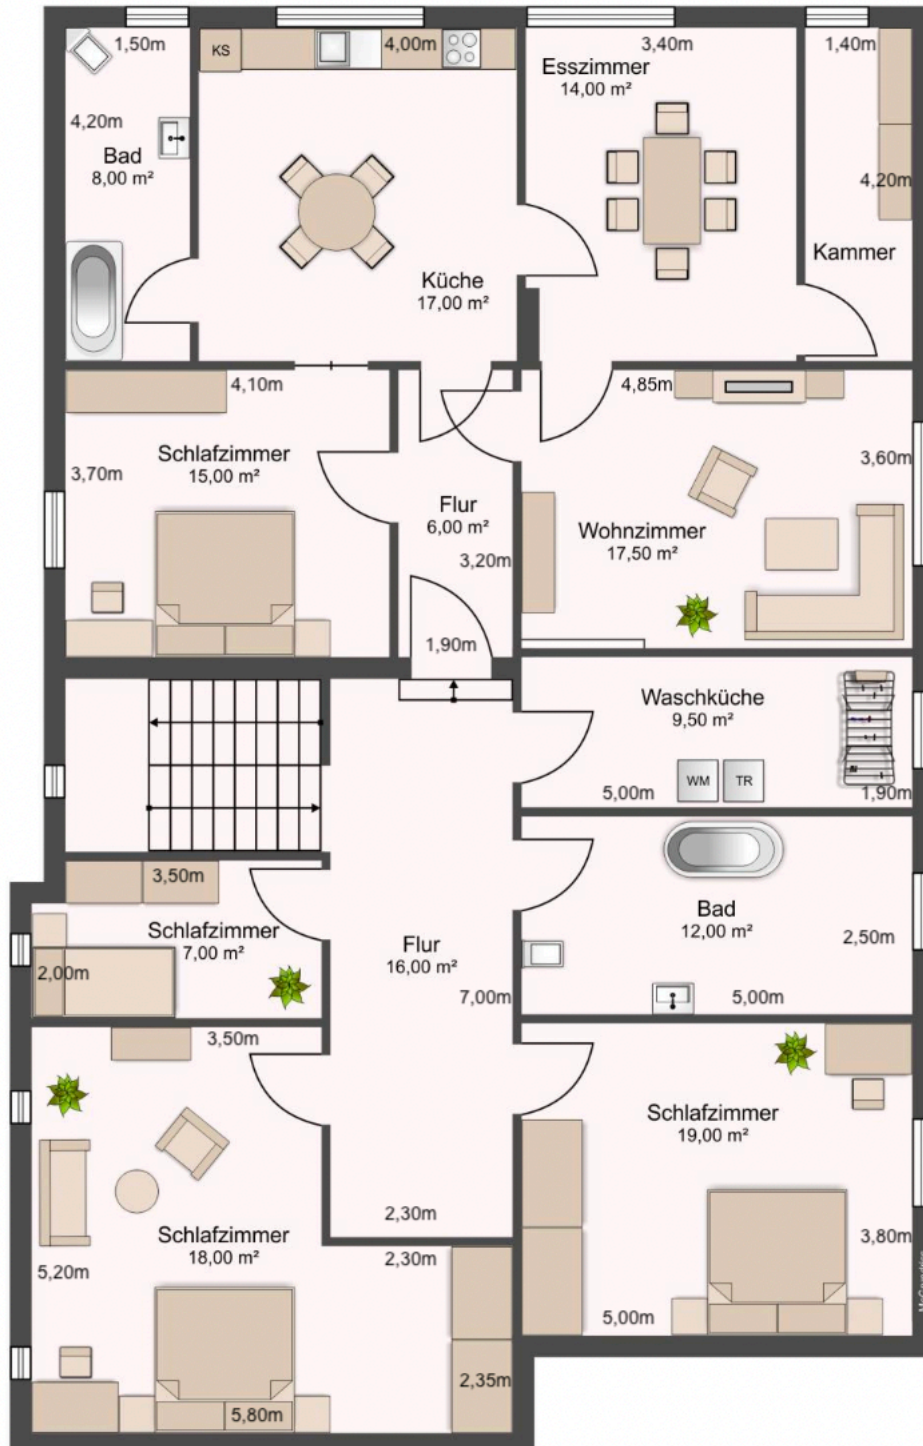 1,50m
KS
4,00m
3,40m
1,40m
Esszimmer
14,00 m²
4,20m
Bad
8,00 m²
4,20m
Kammer
Küche
17,00 m²
4,10m
4,85m
Schlafzimmer
15,00 m²
3,70m
3,60m
Flur
6,00 m²
Wohnzimmer
17,50 m²
3,20m
1,90m
Waschküche
9,50 m²
WM
TR
5,00m
1,90m
3,50m
Schlafzimmer
7,00 m²
2,00m
Bad
12,00 m²
2,50m
Flur
16,00 m²
7,00m
5,00m
3,50m
Schlafzimmer
19,00 m²
2,30m
Schlafzimmer
18,00 m²
2,30m
3,80m
5,20m
5,00m
2,35m
5,80m